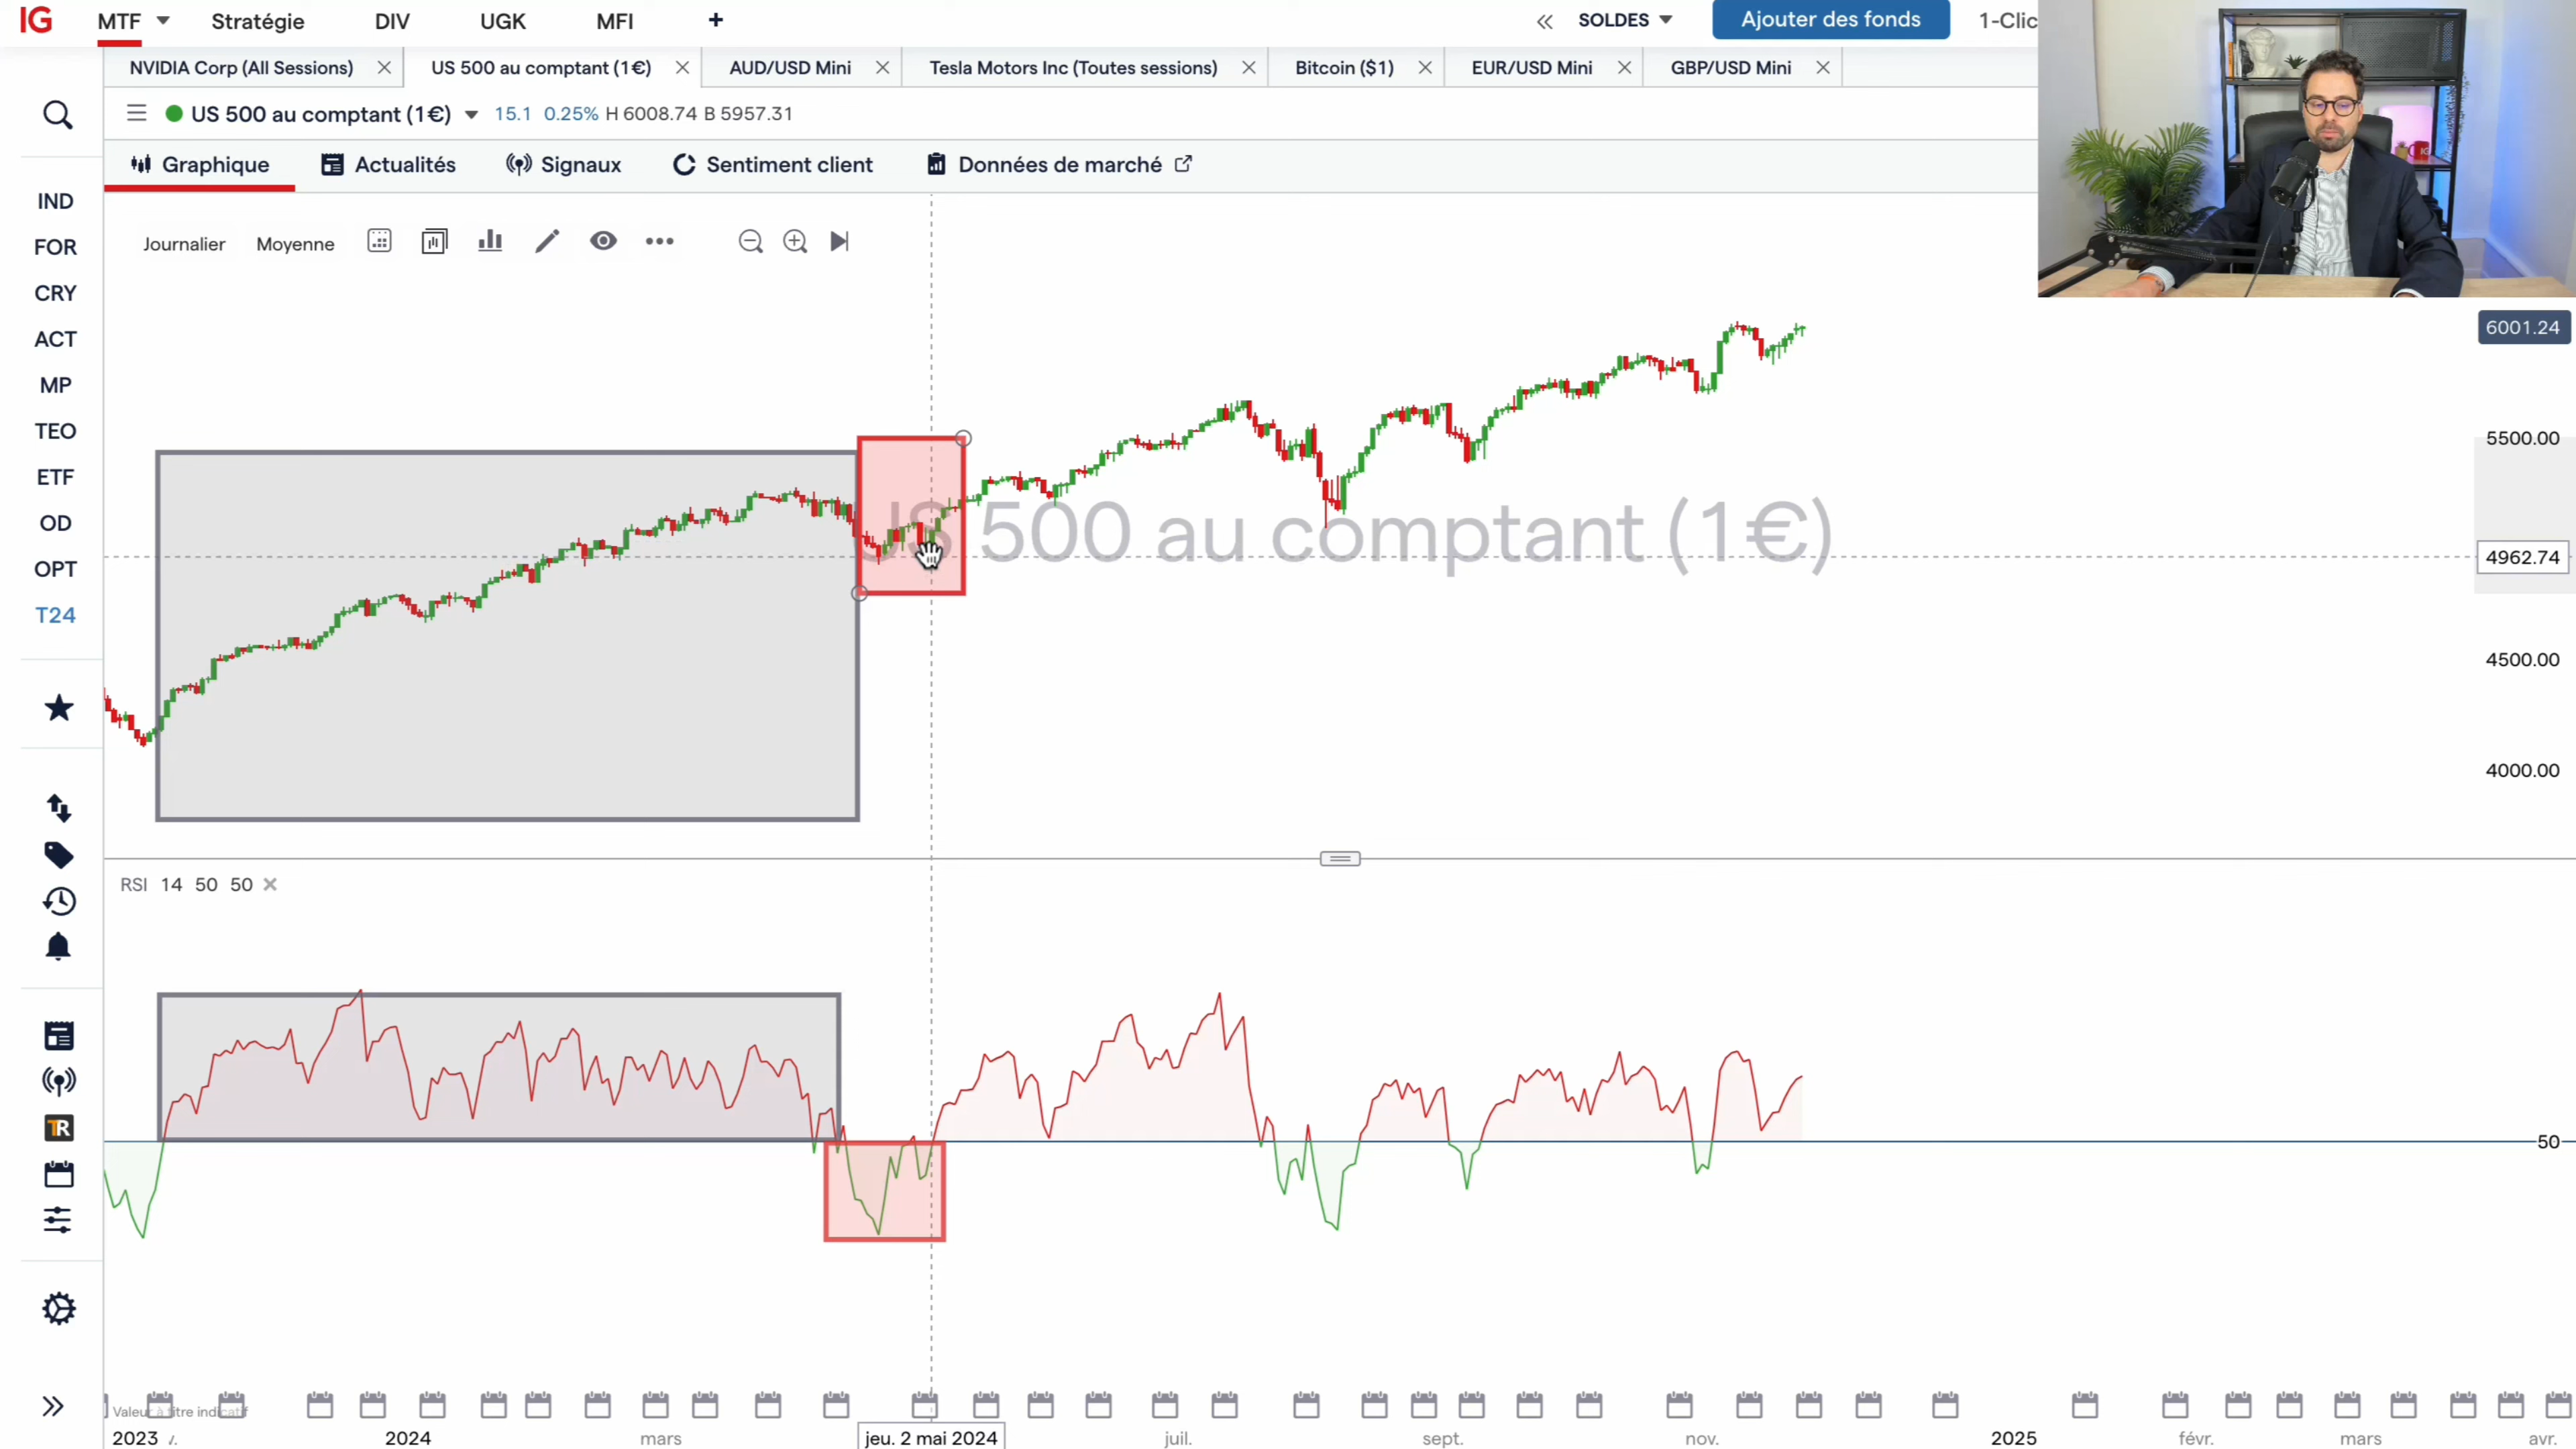 IG MTF Stratégie DIV UGK MFI + SOLDES Ajouter des fonds 1-Clic
NVIDIA Corp (All Sessions) US 500 au comptant (1€) AUD/USD Mini Tesla Motors Inc (Toutes sessions) Bitcoin ($1) EUR/USD Mini GBP/USD Mini
US 500 au comptant (1€) 15.1 0.25% H 6008.74 B 5957.31
Graphique Actualités Signaux Sentiment client Données de marché
IND
FOR
CRY
ACT
MP
TEO
ETF
OD
OPT
T24
Journalier Moyenne
6001.24
5500.00
US 500 au comptant (1€)
4962.74
4500.00
4000.00
RSI 14 50 50
TR
50
Valeur à titre indicatif
2023 v. 2024 mars jeu. 2 mai 2024 juil. sept. nov. 2025 févr. mars avr.